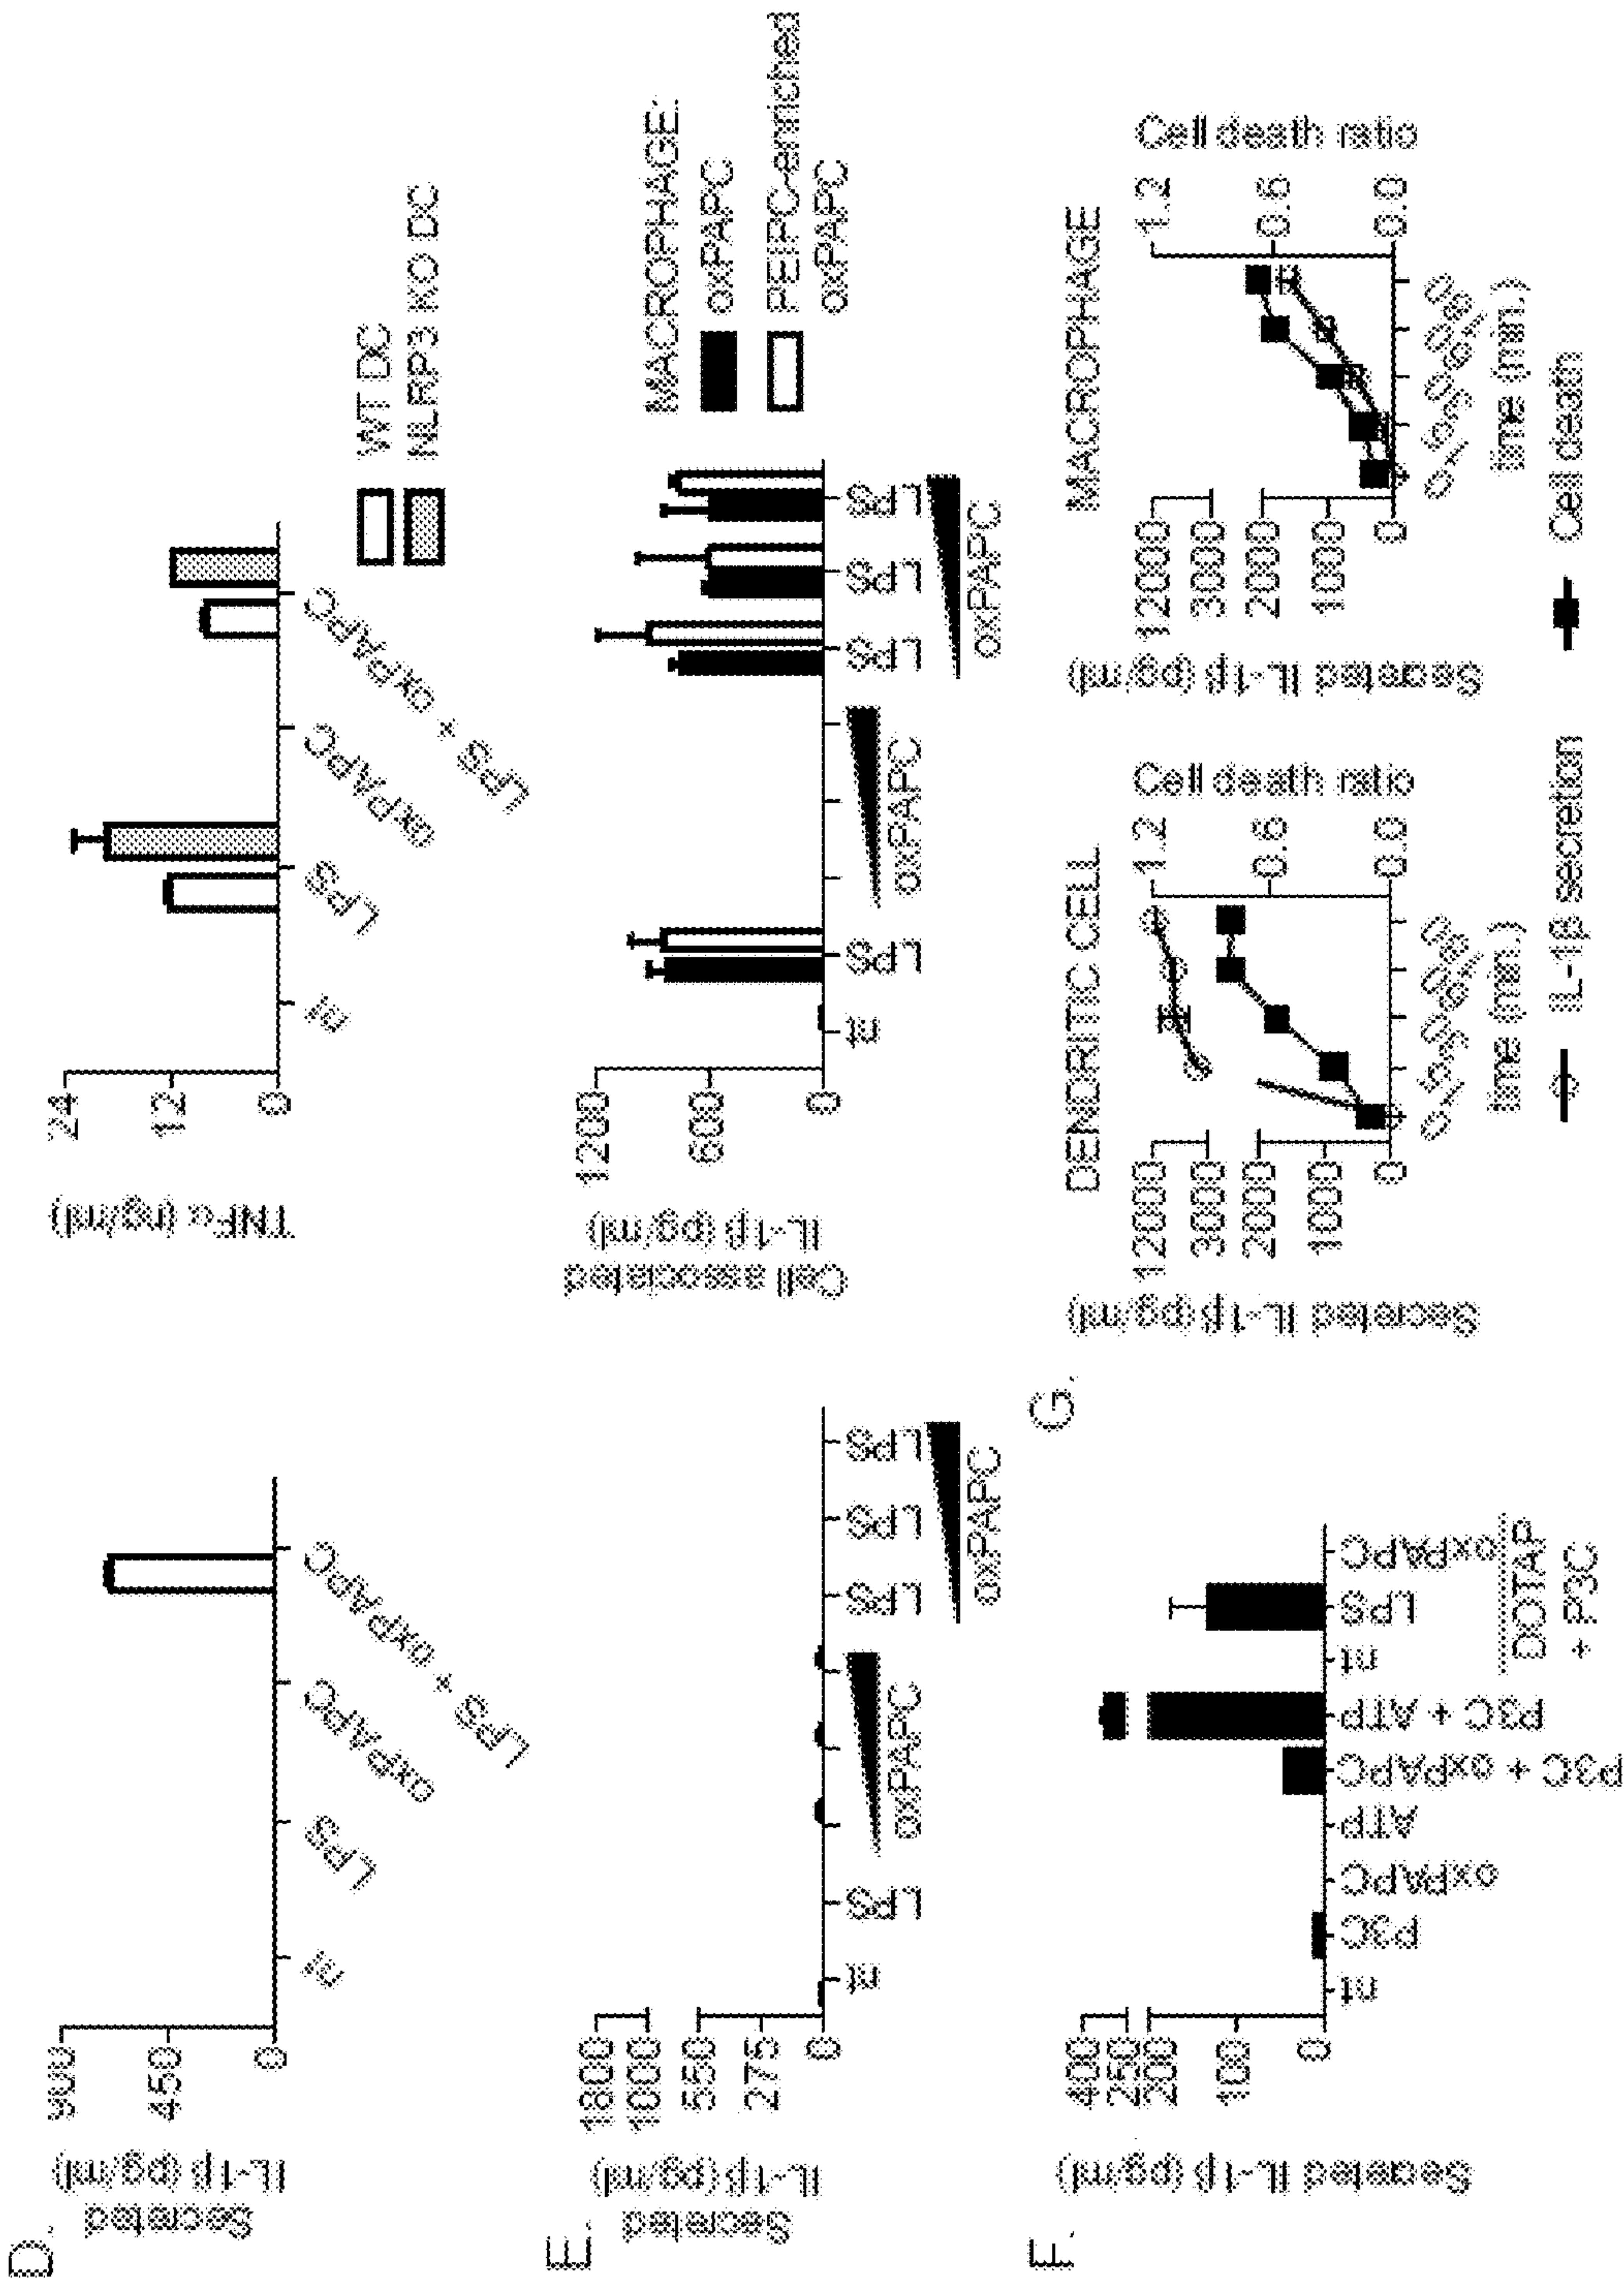 D.
Secreted
IL-1β (pg/ml)
900
450
0
nt
LPS
oxPAPC
LPS + oxPAPC
TNFα (ng/ml)
24
12
0
nt
LPS
oxPAPC
LPS + oxPAPC
WT DC
NLRP3 KO DC
E.
Secreted
IL-1β (pg/ml)
1800
1000
550
275
0
nt
LPS
oxPAPC
LPS
LPS
LPS
oxPAPC
Cell associated
IL-1β (pg/ml)
1200
600
0
nt
LPS
oxPAPC
LPS
LPS
LPS
oxPAPC
MACROPHAGE:
oxPAPC
PEIPC-enriched
oxPAPC
F.
Secreted IL-1β (pg/ml)
400
250
200
100
0
nt
P3C
oxPAPC
ATP
P3C + oxPAPC
P3C + ATP
nt
LPS
oxPAPC
DOTAP
+ P3C
G.
DENDRITIC CELL
Secreted IL-1β (pg/ml)
12000
3000
2000
1000
0
Cell death ratio
1.2
0.6
0.0
time (min.)
MACROPHAGE
Secreted IL-1β (pg/ml)
12000
3000
2000
1000
0
Cell death ratio
1.2
0.6
0.0
time (min.)
IL-1β secretion
Cell death